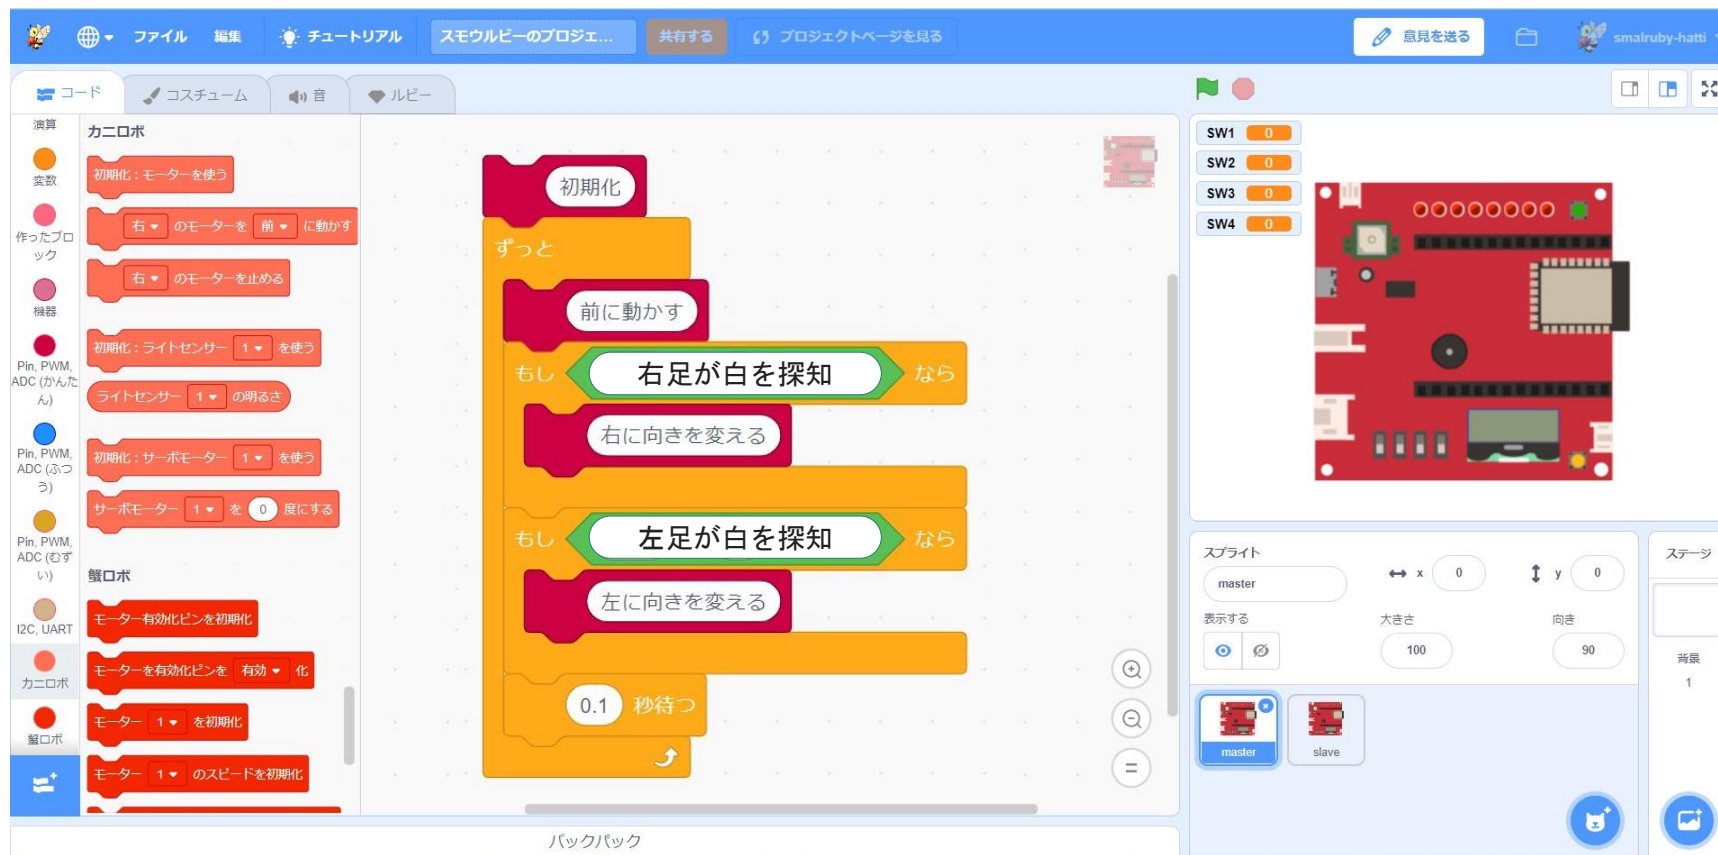 ファイル 編集 チュートリアル スモウルビーのプロジェ... 共有する プロジェクトページを見る 意見を送る smalruby-hatti
コード コスチューム 音 ルビー
演算
変数
作ったブロ
ック
機器
Pin, PWM,
ADC (かんた
ん)
Pin, PWM,
ADC (ふつ
う)
Pin, PWM,
ADC (むず
い)
I2C, UART
カニロボ
蟹ロボ
カニロボ
初期化：モーターを使う
右 のモーターを 前 に動かす
右 のモーターを止める
初期化：ライトセンサー 1 を使う
ライトセンサー 1 の明るさ
初期化：サーボモーター 1 を使う
サーボモーター 1 を 0 度にする
蟹ロボ
モーター有効化ピンを初期化
モーターを有効化ピンを 有効 化
モーター 1 を初期化
モーター 1 のスピードを初期化
初期化
ずっと
前に動かす
もし 右足が白を探知 なら
右に向きを変える
もし 左足が白を探知 なら
左に向きを変える
0.1 秒待つ
バックパック
SW1 0
SW2 0
SW3 0
SW4 0
スプライト
master
x 0 y 0
表示する 大きさ 向き
100 90
master slave
ステージ
背景
1